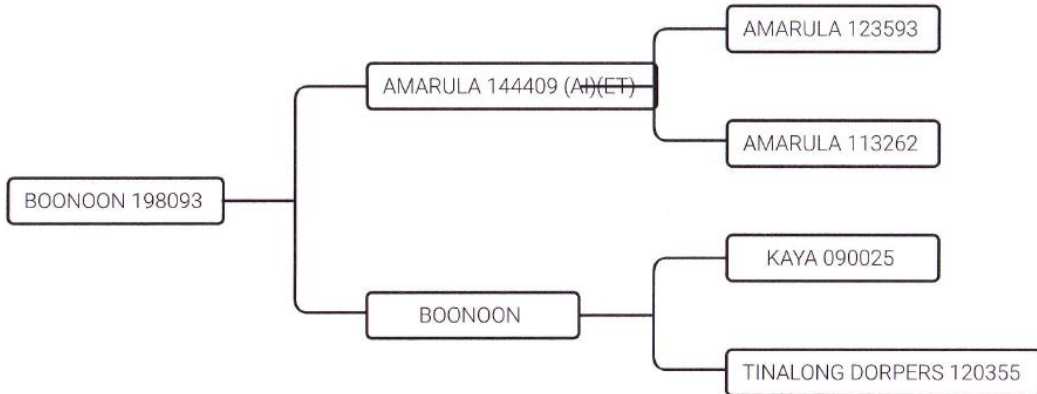 AMARULA 123593
AMARULA 144409 (AI)(ET)
AMARULA 113262
BOONOON 198093
KAYA 090025
BOONOON
TINALONG DORPERS 120355